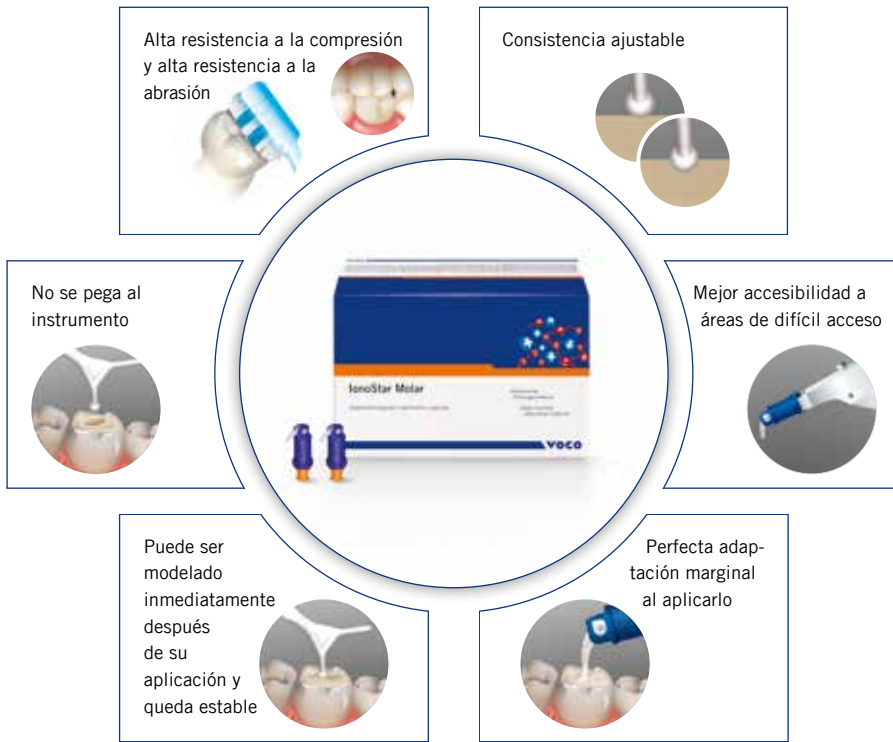 Alta resistencia a la compresión
y alta resistencia a la
abrasión
Consistencia ajustable
No se pega al
instrumento
Mejor accesibilidad a
áreas de difícil acceso
IonoStar Molar
VOCO
Puede ser
modelado
inmediatamente
después
de su
aplicación y
queda estable
Perfecta adap-
tación marginal
al aplicarlo